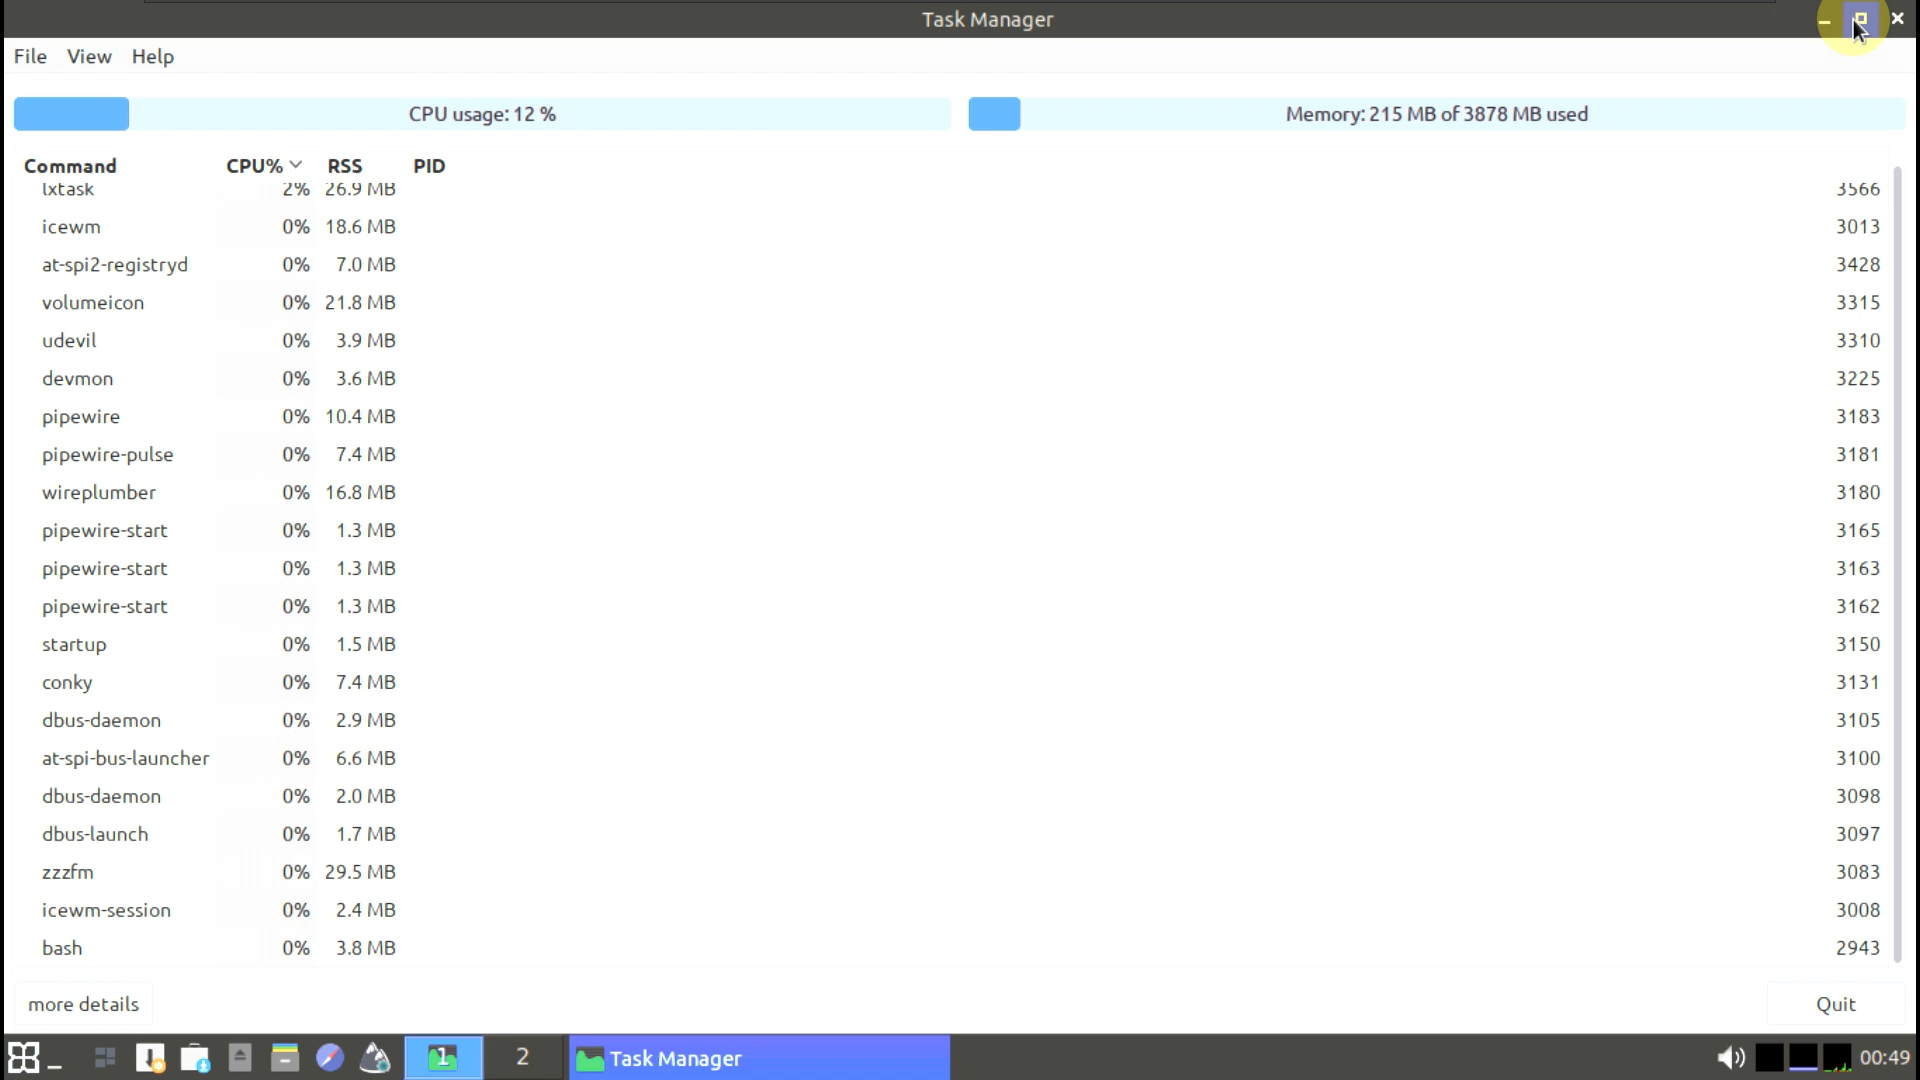 Task Manager
File View Help
CPU usage: 12 % Memory: 215 MB of 3878 MB used
Command CPU% RSS PID
lxtask 2% 26.9 MB 3566
icewm 0% 18.6 MB 3013
at-spi2-registryd 0% 7.0 MB 3428
volumeicon 0% 21.8 MB 3315
udevil 0% 3.9 MB 3310
devmon 0% 3.6 MB 3225
pipewire 0% 10.4 MB 3183
pipewire-pulse 0% 7.4 MB 3181
wireplumber 0% 16.8 MB 3180
pipewire-start 0% 1.3 MB 3165
pipewire-start 0% 1.3 MB 3163
pipewire-start 0% 1.3 MB 3162
startup 0% 1.5 MB 3150
conky 0% 7.4 MB 3131
dbus-daemon 0% 2.9 MB 3105
at-spi-bus-launcher 0% 6.6 MB 3100
dbus-daemon 0% 2.0 MB 3098
dbus-launch 0% 1.7 MB 3097
zzzfm 0% 29.5 MB 3083
icewm-session 0% 2.4 MB 3008
bash 0% 3.8 MB 2943
more details Quit
1 2 Task Manager 00:49